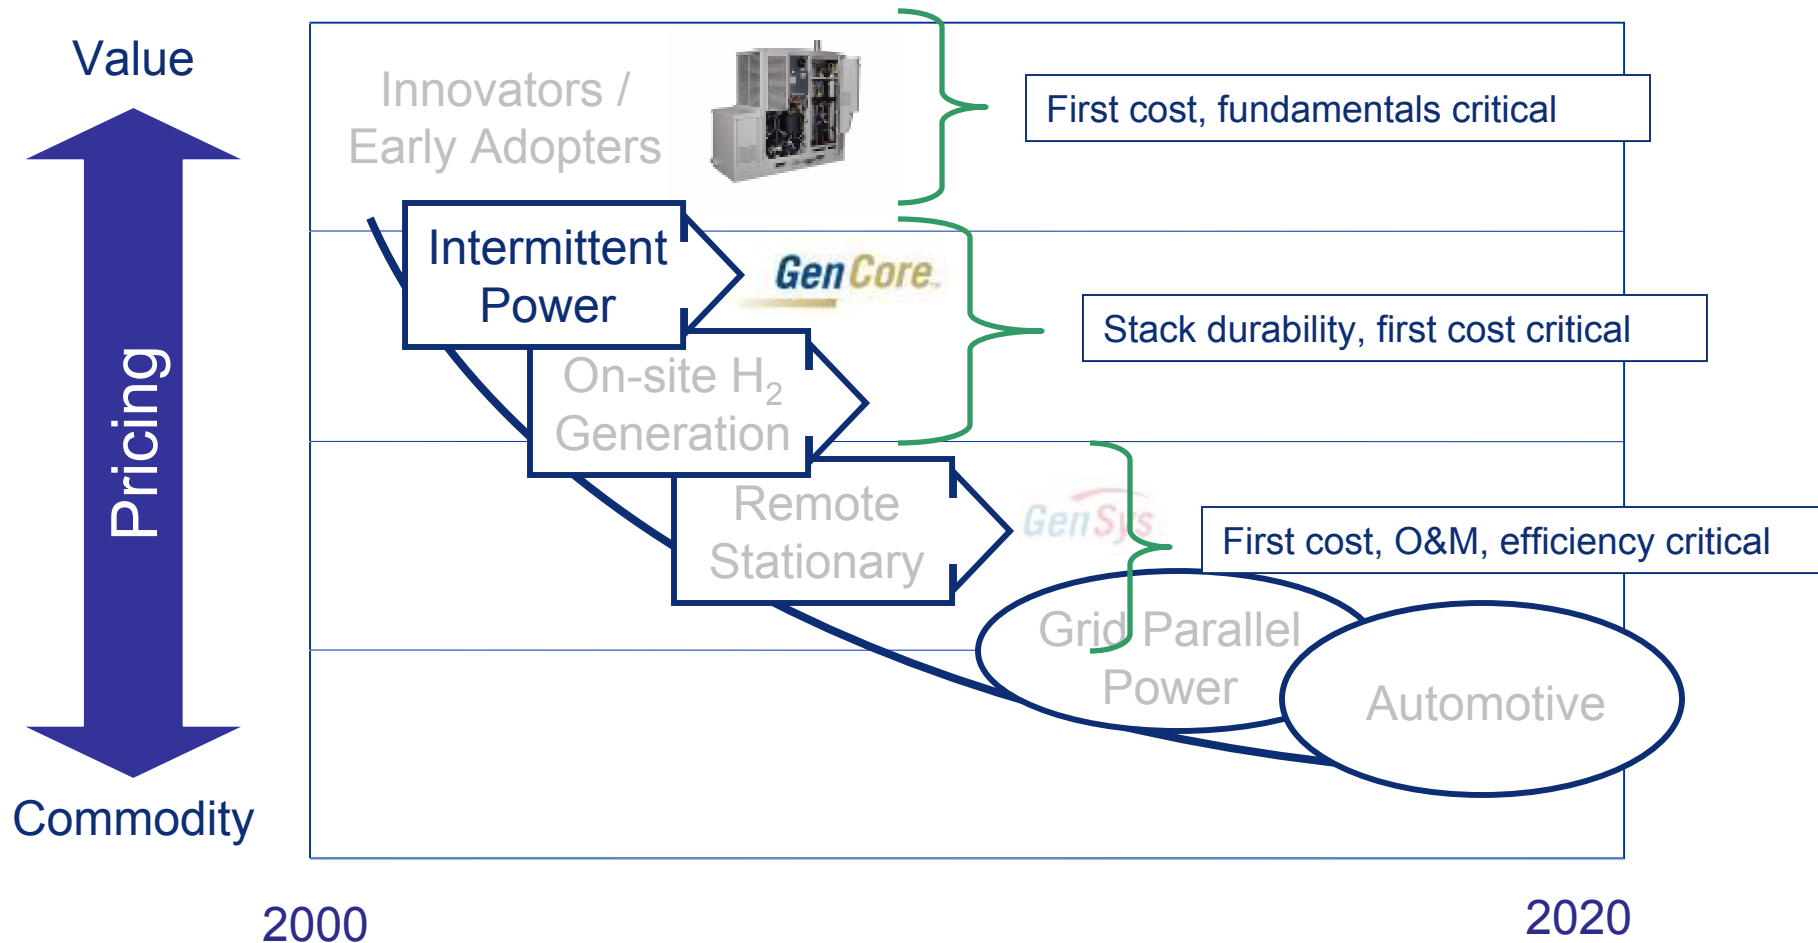 Value
Innovators /
Early Adopters
First cost, fundamentals critical
Intermittent
Power
GenCore™
Stack durability, first cost critical
On-site H₂
Generation
Pricing
Remote
Stationary
GenSys
First cost, O&M, efficiency critical
Grid Parallel
Power
Automotive
Commodity
2000
2020